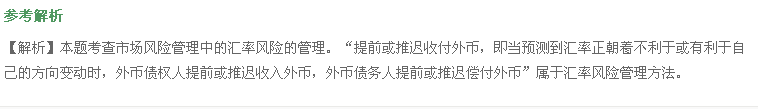 参考解析
【解析】本题考查市场风险管理中的汇率风险的管理。“提前或推迟收付外币，即当预测到汇率正朝着不利于或有利于自
己的方向变动时，外币债权人提前或推迟收入外币，外币债务人提前或推迟偿付外币”属于汇率风险管理方法。